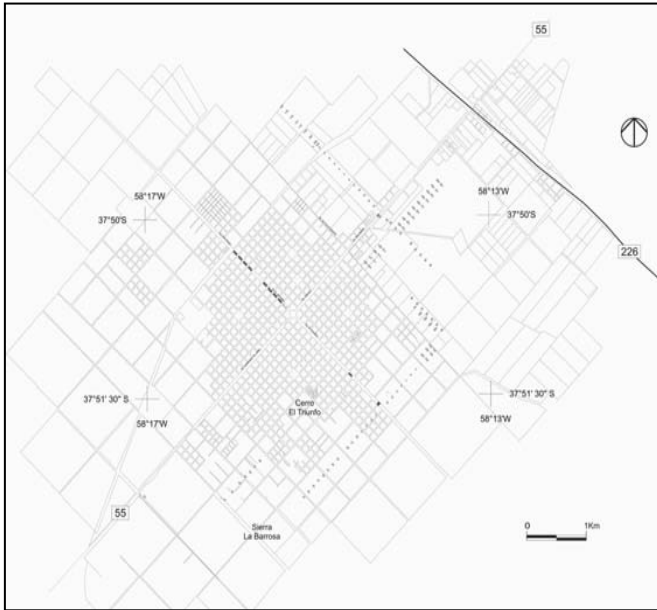 55
58°17'W
37°50'S
58°13'W
37°50'S
226
37°51' 30" S
58°17'W
37°51' 30" S
58°13'W
Cerro
El Triunfo
55
Sierra
La Barrosa
0 1Km